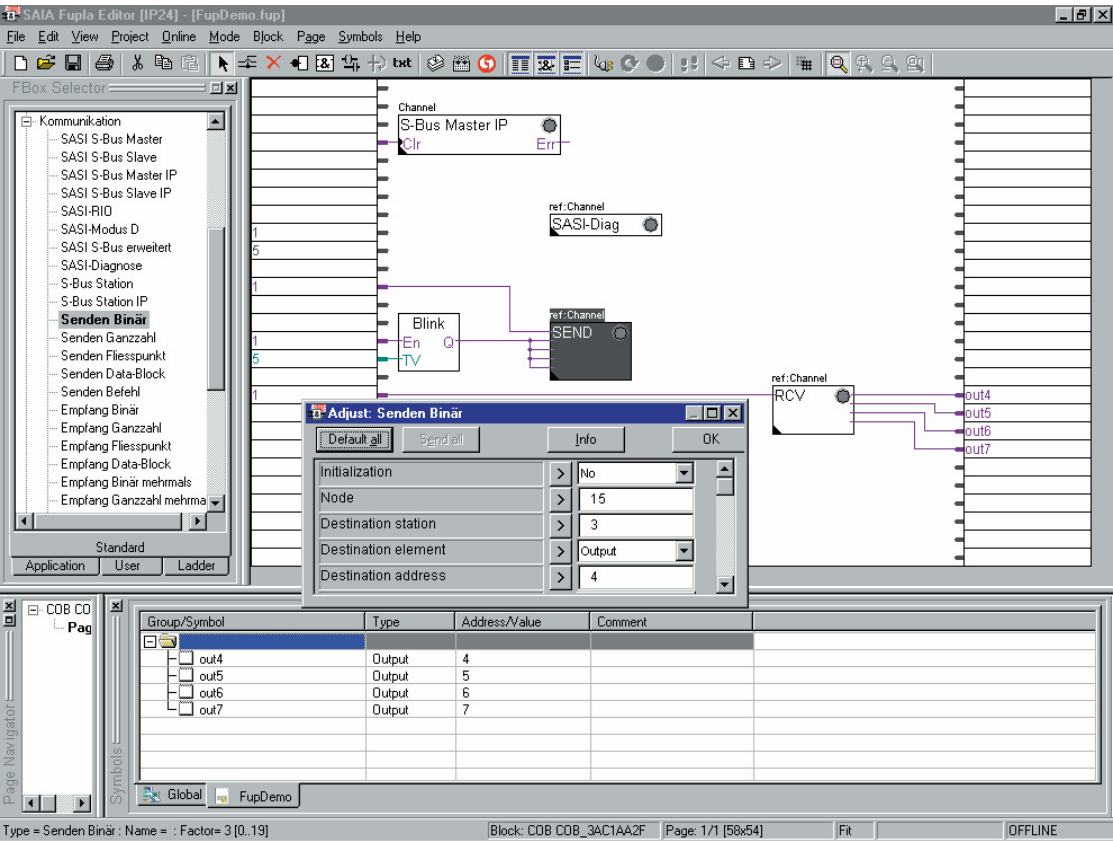 SAIA Fupla Editor [IP24] - [FupDemo.fup]
File Edit View Project Online Mode Block Page Symbols Help
txt
FBox Selector
Kommunikation
SASI S-Bus Master
SASI S-Bus Slave
SASI S-Bus Master IP
SASI S-Bus Slave IP
SASI-RIO
SASI-Modus D
SASI S-Bus erweitert
SASI-Diagnose
S-Bus Station
S-Bus Station IP
Senden Binär
Senden Ganzzahl
Senden Fliesspunkt
Senden Data-Block
Senden Befehl
Empfang Binär
Empfang Ganzzahl
Empfang Fliesspunkt
Empfang Data-Block
Empfang Binär mehrmals
Empfang Ganzzahl mehrma
Standard
Application User Ladder
Channel
S-Bus Master IP
Clr Err
ref:Channel
SASI-Diag
1
5
1
ref:Channel
Blink
SEND
1
En Q
5
TV
ref:Channel
1
RCV
out4
out5
out6
out7
Adjust: Senden Binär
Default all Send all Info OK
Initialization > No
Node > 15
Destination station > 3
Destination element > Output
Destination address > 4
COB CO
Pag
Page Navigator
Symbols
Group/Symbol Type Address/Value Comment
out4 Output 4
out5 Output 5
out6 Output 6
out7 Output 7
Global FupDemo
Type = Senden Binär : Name = : Factor= 3 [0..19] Block: COB COB_3AC1AA2F Page: 1/1 [58x54] Fit OFFLINE